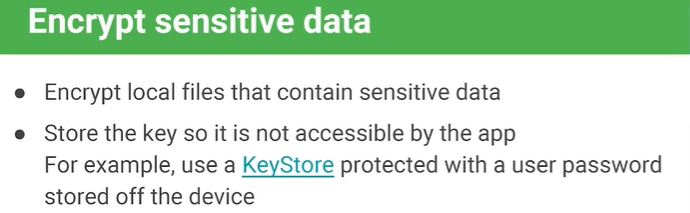 Encrypt sensitive data
● Encrypt local files that contain sensitive data
● Store the key so it is not accessible by the app
For example, use a KeyStore protected with a user password
stored off the device